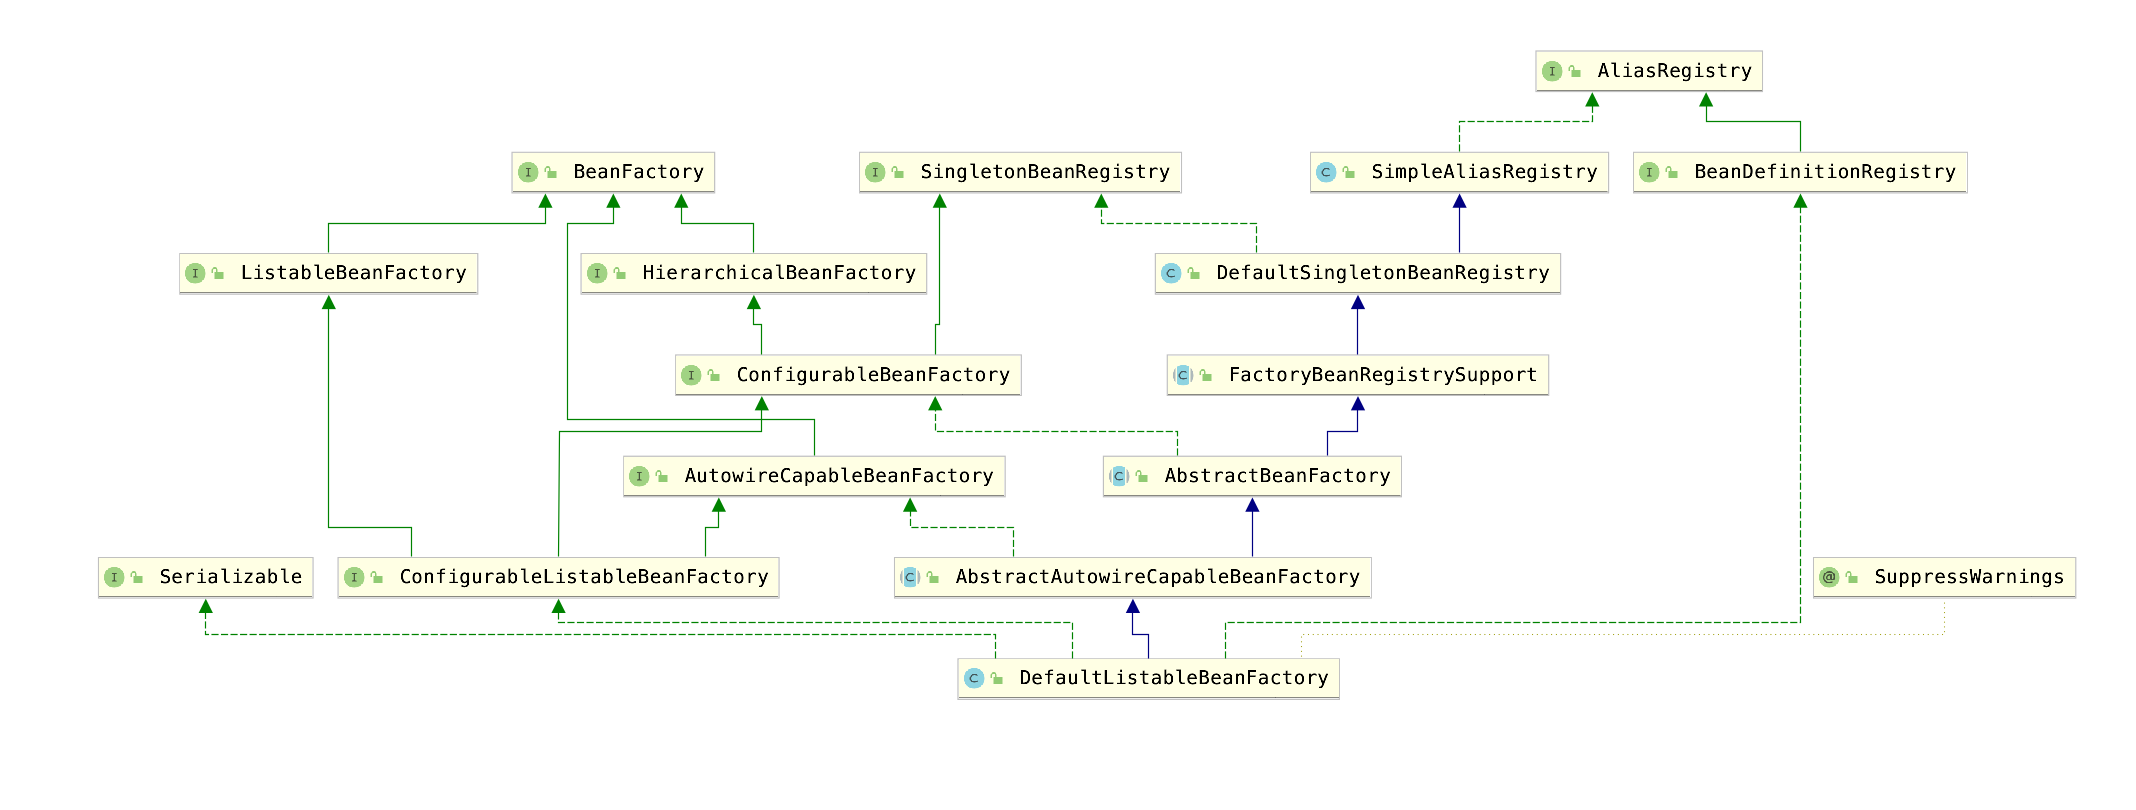 AliasRegistry
BeanFactory
SingletonBeanRegistry
SimpleAliasRegistry
BeanDefinitionRegistry
ListableBeanFactory
HierarchicalBeanFactory
DefaultSingletonBeanRegistry
ConfigurableBeanFactory
FactoryBeanRegistrySupport
AutowireCapableBeanFactory
AbstractBeanFactory
Serializable
ConfigurableListableBeanFactory
AbstractAutowireCapableBeanFactory
SuppressWarnings
DefaultListableBeanFactory